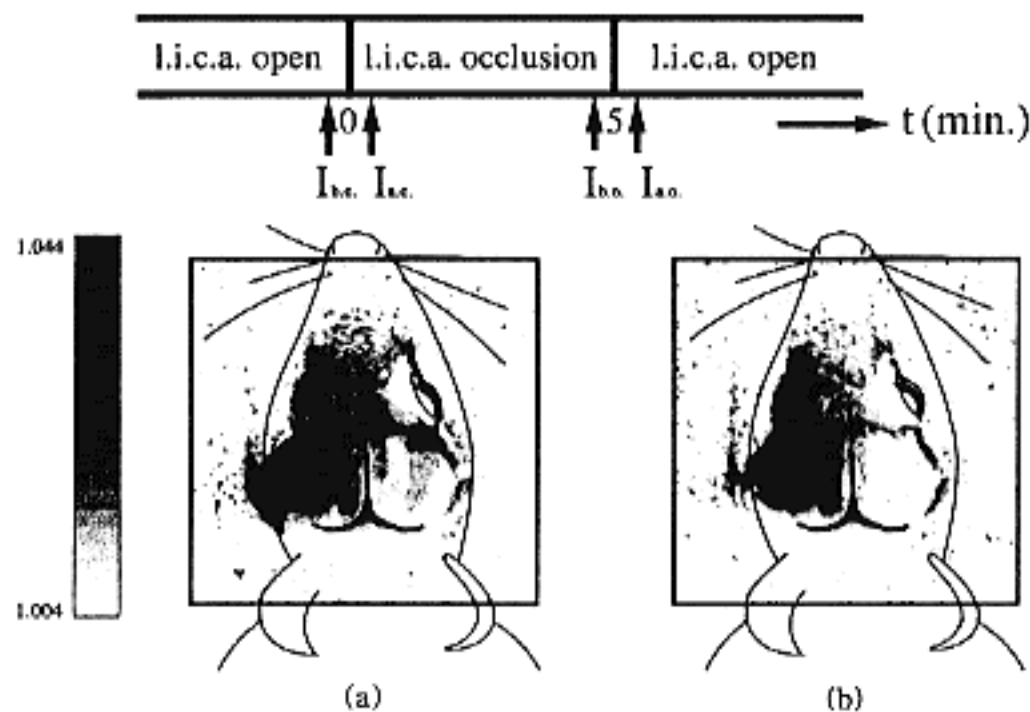 l.i.c.a. open l.i.c.a. occlusion l.i.c.a. open
0 5 t (min.)
I b.c. I a.c. I b.o. I a.o.
1.044
1.004
(a) (b)